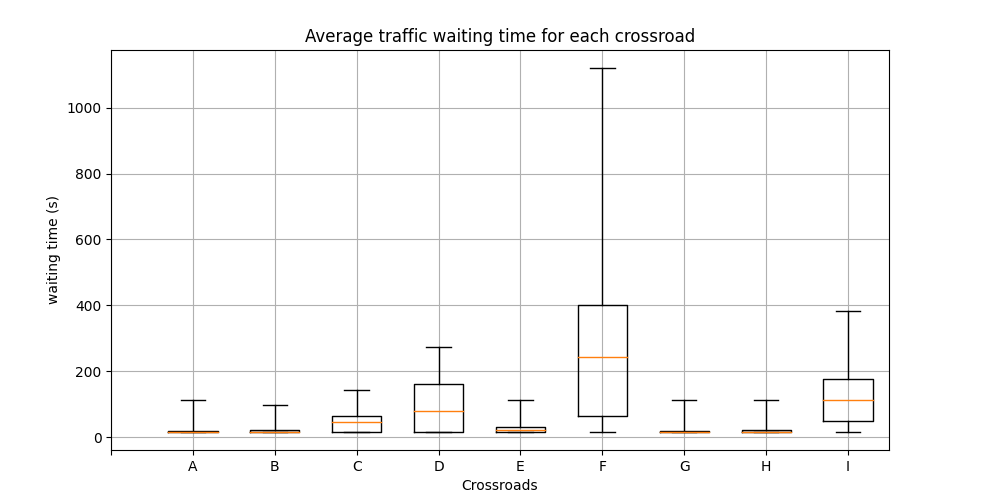 Average traffic waiting time for each crossroad
1000
800
600
400
200
0
waiting time (s)
A B C D E F G H I
Crossroads